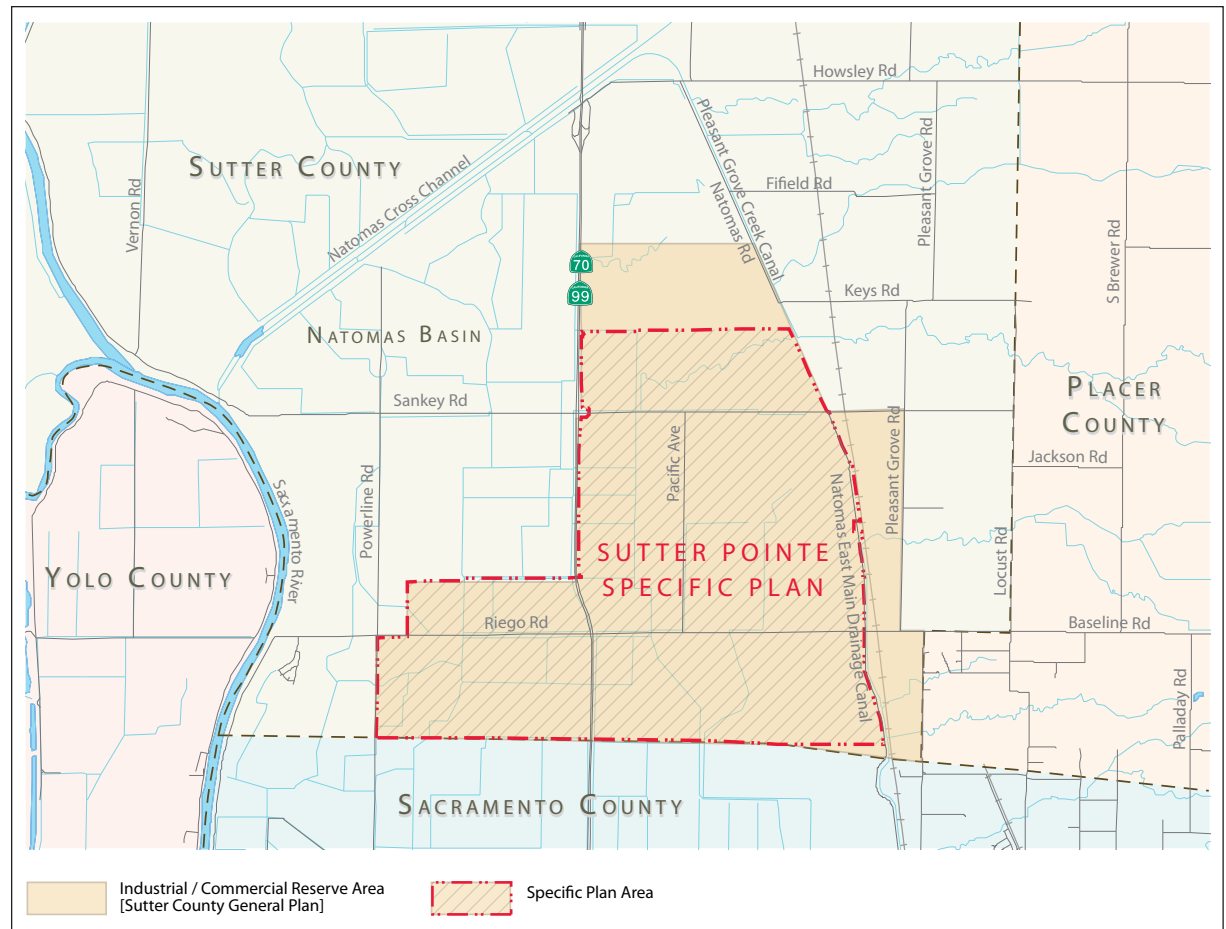 Howsley Rd
Pleasant Grove Creek Canal
Pleasant Grove Rd
SUTTER COUNTY
Vernon Rd
Natomas Cross Channel
Fifield Rd
Natomas Rd
S Brewer Rd
CALIFORNIA
70
CALIFORNIA
99
Keys Rd
NATOMAS BASIN
PLACER
COUNTY
Sankey Rd
Pacific Ave
Pleasant Grove Rd
Jackson Rd
Powerline Rd
Sacramento River
Natomas East Main Drainage Canal
Locust Rd
SUTTER POINTE
SPECIFIC PLAN
YOLO COUNTY
Riego Rd
Baseline Rd
Palladay Rd
SACRAMENTO COUNTY
Industrial / Commercial Reserve Area
[Sutter County General Plan]
Specific Plan Area